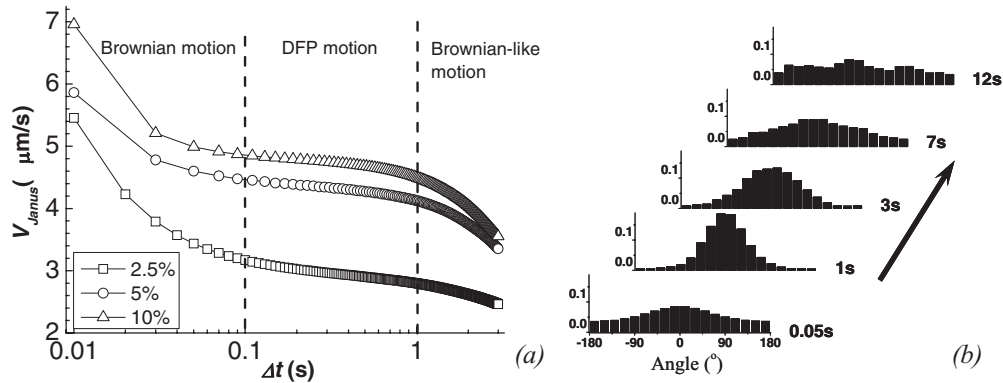 7
6
5
4
3
2
V_Janus( μm/s)
Brownian motion
DFP motion
Brownian-like
motion
2.5%
5%
10%
0.01
0.1
1
Δt (s)
(a)
0.1
0.0
12s
0.1
0.0
7s
0.1
0.0
3s
0.1
0.0
1s
0.1
0.0
0.05s
-180 -90 0 90 180
Angle (o)
(b)